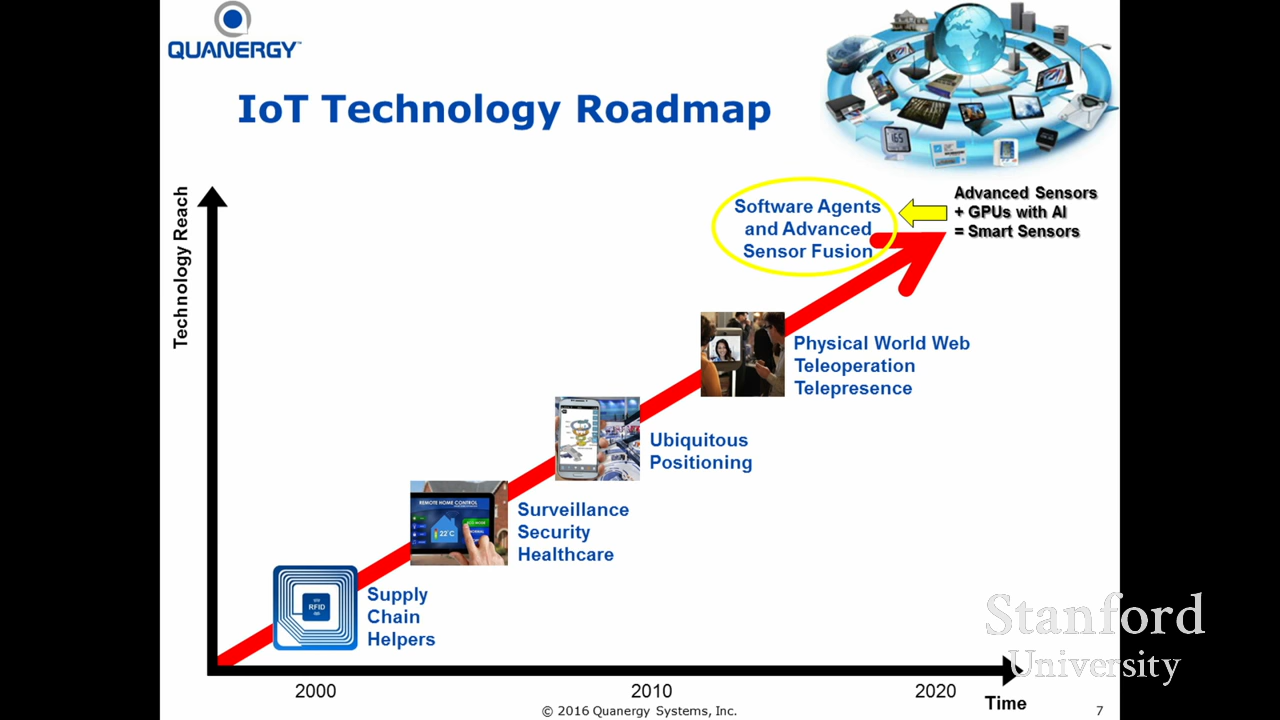 QUANERGY™
IoT Technology Roadmap
Technology Reach
Software Agents
and Advanced
Sensor Fusion
Advanced Sensors
+ GPUs with AI
= Smart Sensors
Physical World Web
Teleoperation
Telepresence
Ubiquitous
Positioning
REMOTE HOME CONTROL
22°C
Surveillance
Security
Healthcare
RFID
Supply
Chain
Helpers
2000
2010
2020
Time
© 2016 Quanergy Systems, Inc.
7
Stanford
University